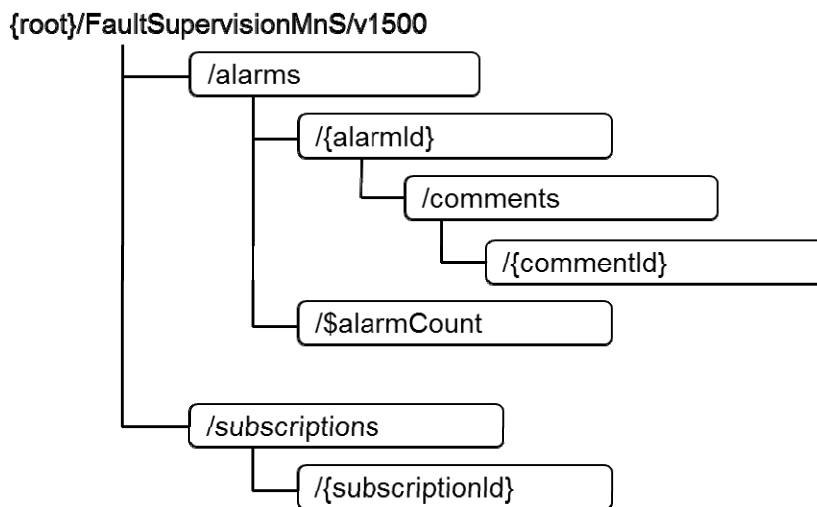 {root}/FaultSupervisionMnS/v1500
/alarms
/{alarmId}
/comments
/{commentId}
/$alarmCount
/subscriptions
/{subscriptionId}